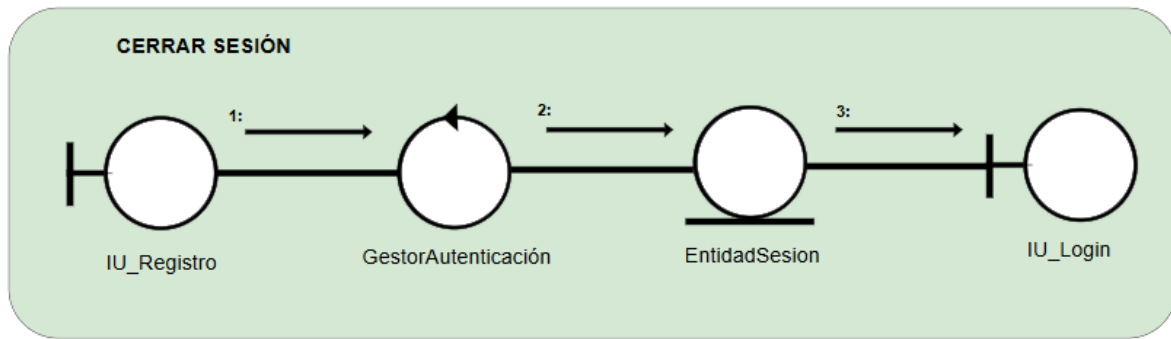 CERRAR SESIÓN
1:
2:
3:
IU_Registro
GestorAutenticación
EntidadSesion
IU_Login